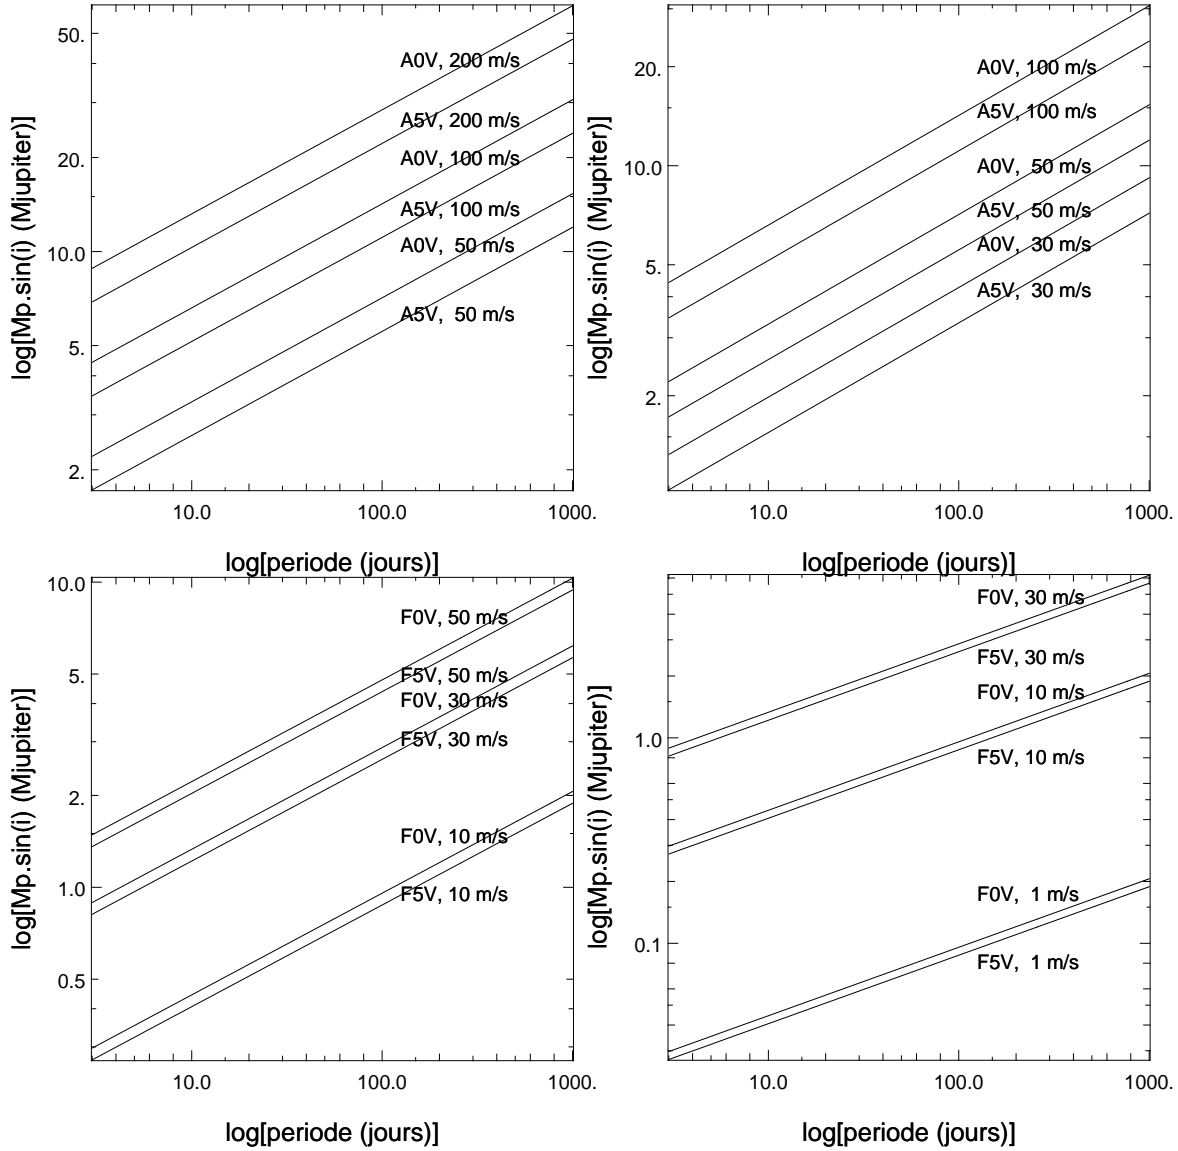 50.
20.
10.0
5.
2.
log[Mp.sin(i) (Mjupiter)]
A0V, 200 m/s
A5V, 200 m/s
A0V, 100 m/s
A5V, 100 m/s
A0V, 50 m/s
A5V, 50 m/s
10.0 100.0 1000.
log[periode (jours)]
20.
10.0
5.
2.
log[Mp.sin(i) (Mjupiter)]
A0V, 100 m/s
A5V, 100 m/s
A0V, 50 m/s
A5V, 50 m/s
A0V, 30 m/s
A5V, 30 m/s
10.0 100.0 1000.
log[periode (jours)]
10.0
5.
2.
1.0
0.5
log[Mp.sin(i) (Mjupiter)]
F0V, 50 m/s
F5V, 50 m/s
F0V, 30 m/s
F5V, 30 m/s
F0V, 10 m/s
F5V, 10 m/s
10.0 100.0 1000.
log[periode (jours)]
1.0
0.1
log[Mp.sin(i) (Mjupiter)]
F0V, 30 m/s
F5V, 30 m/s
F0V, 10 m/s
F5V, 10 m/s
F0V, 1 m/s
F5V, 1 m/s
10.0 100.0 1000.
log[periode (jours)]